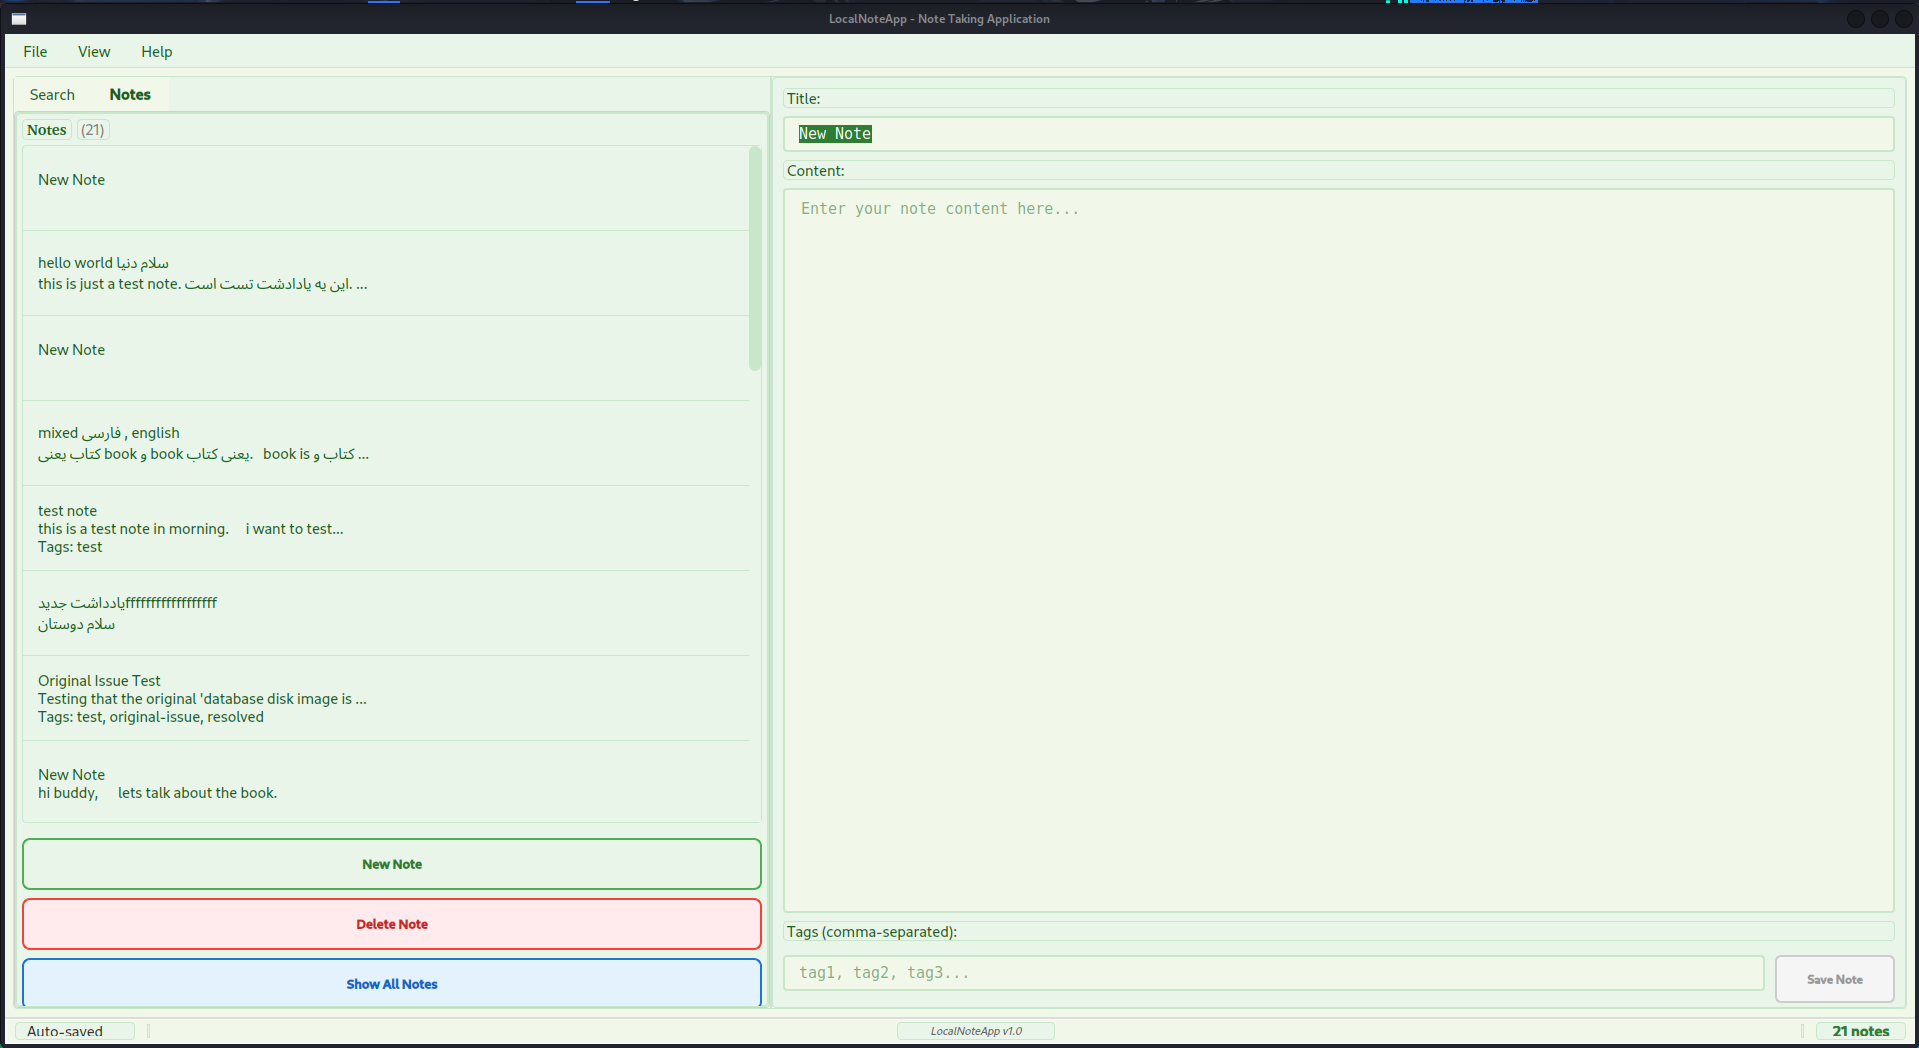 LocalNoteApp - Note Taking Application
File View Help
Search Notes
Notes (21)
New Note
hello world سلام دنیا
this is just a test note. این یه یادادشت تست است. ...
New Note
mixed فارسی , english
کتاب یعنی book و book یعنی کتاب.   book is کتاب و ...
test note
this is a test note in morning.    i want to test...
Tags: test
یادداشت جدیدffffffffffffffffff
سلام دوستان
Original Issue Test
Testing that the original 'database disk image is ...
Tags: test, original-issue, resolved
New Note
hi buddy,    lets talk about the book.
New Note
Delete Note
Show All Notes
Title:
New Note
Content:
Enter your note content here...
Tags (comma-separated):
tag1, tag2, tag3...
Save Note
Auto-saved
LocalNoteApp v1.0
21 notes